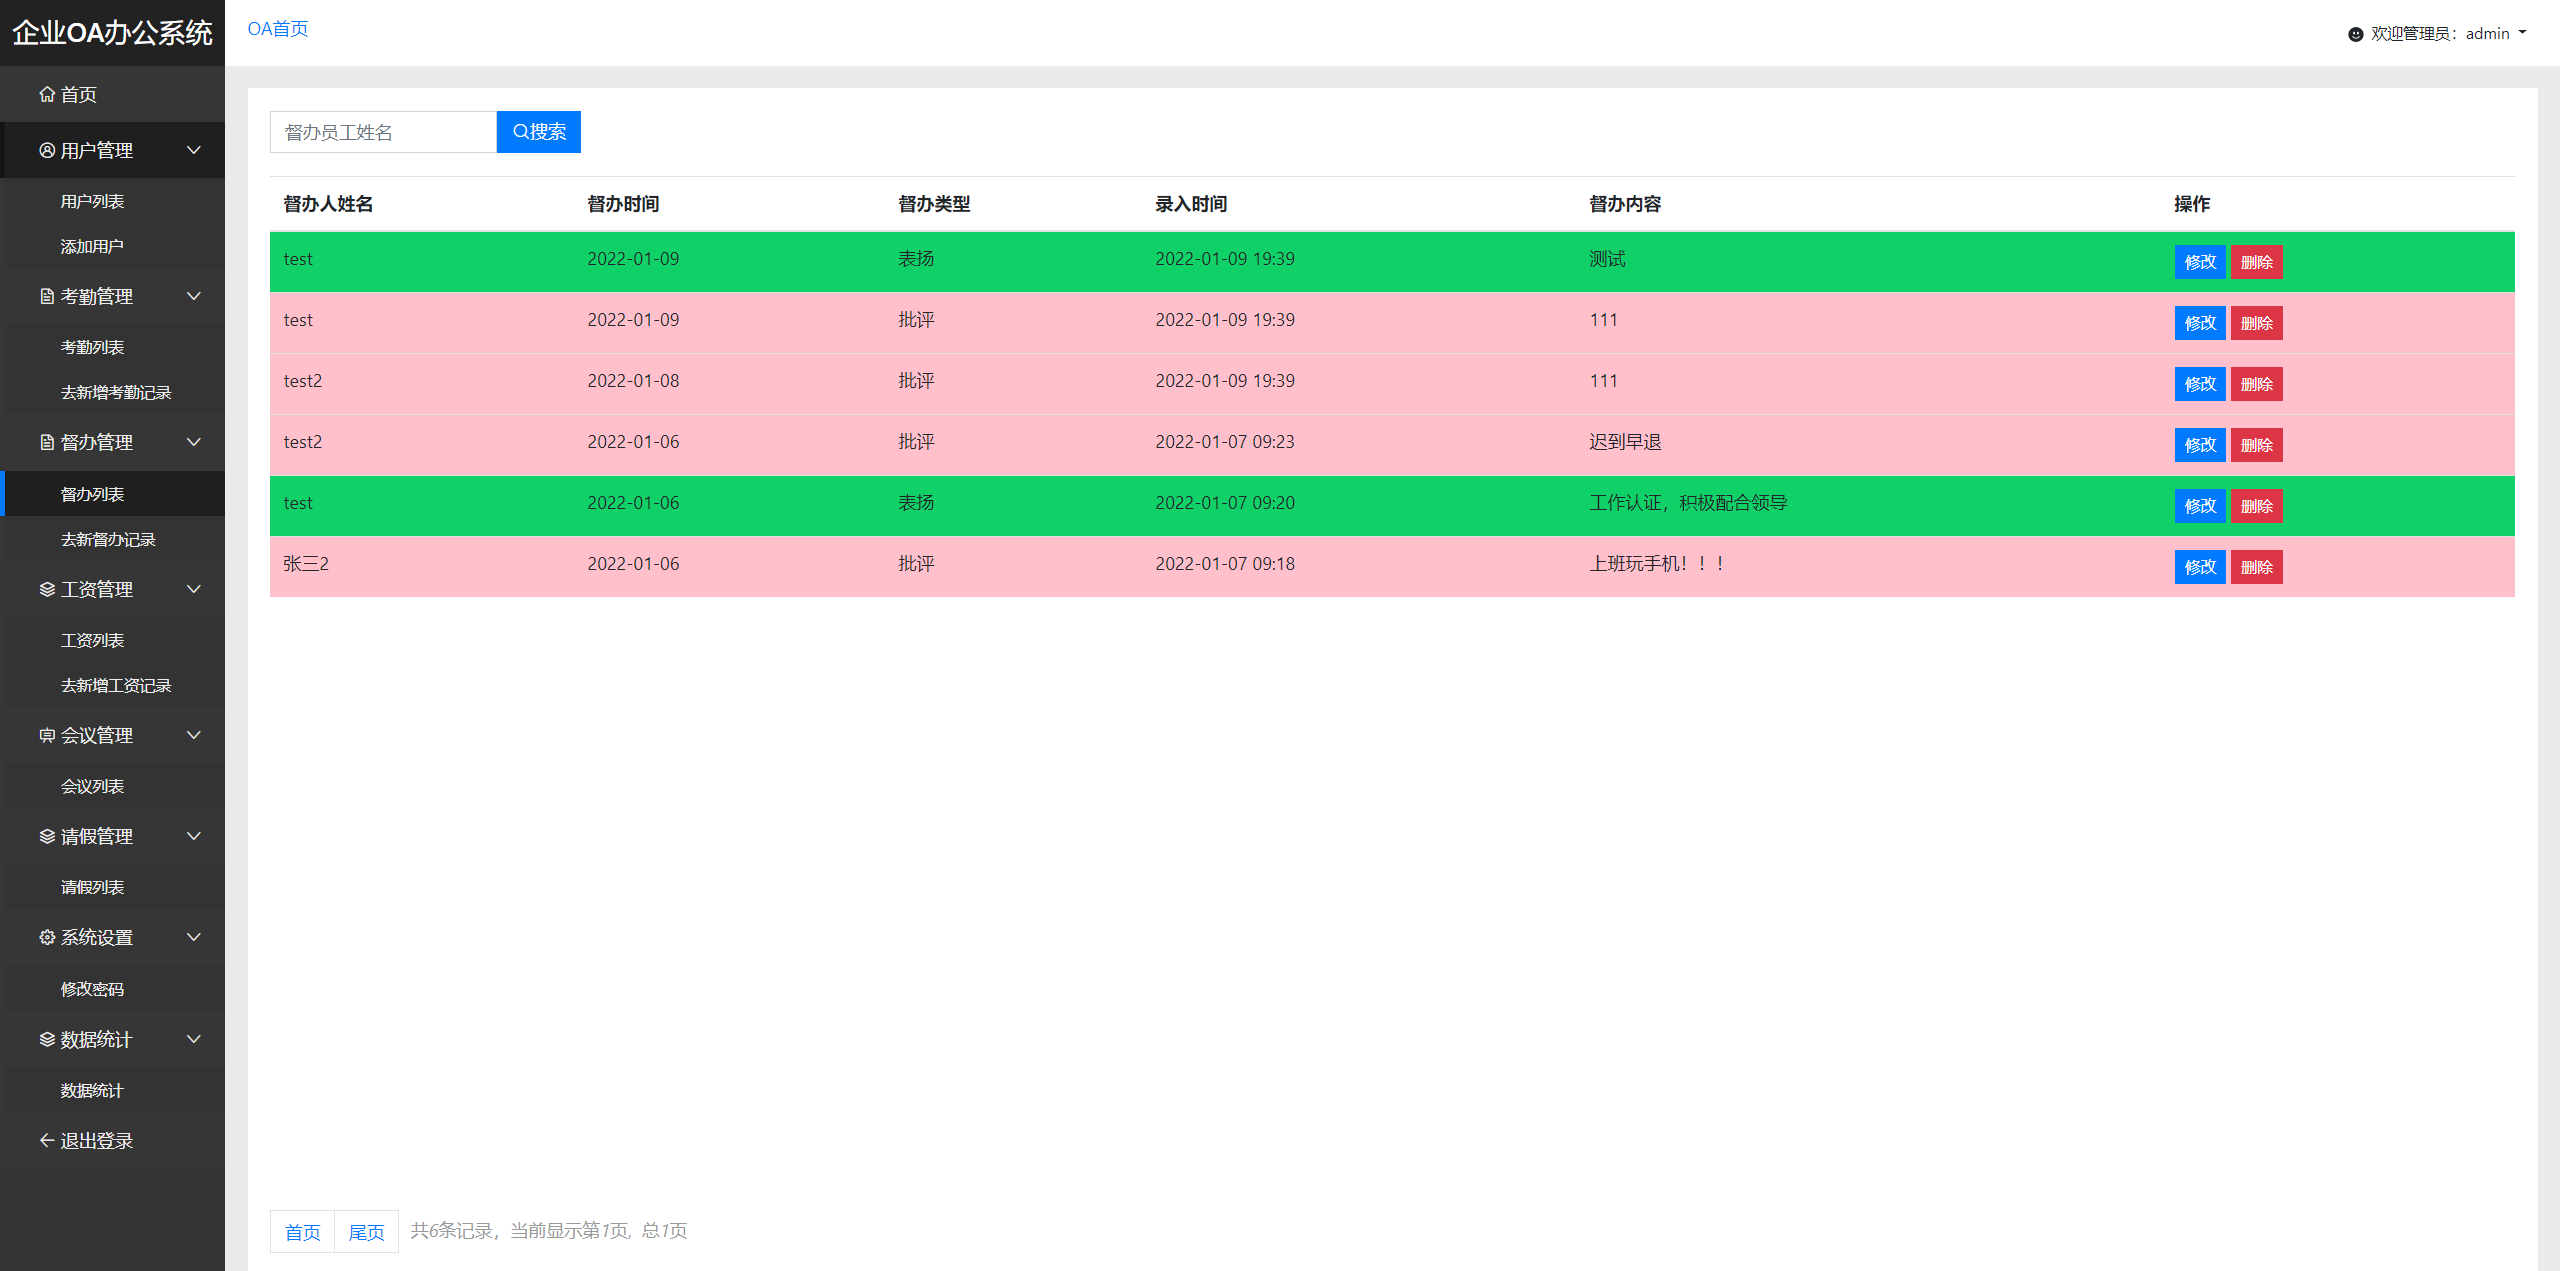 企业OA办公系统
OA首页
欢迎管理员：admin
首页
用户管理
用户列表
添加用户
考勤管理
考勤列表
去新增考勤记录
督办管理
督办列表
去新督办记录
工资管理
工资列表
去新增工资记录
会议管理
会议列表
请假管理
请假列表
系统设置
修改密码
数据统计
数据统计
退出登录
督办员工姓名 搜索
督办人姓名 督办时间 督办类型 录入时间 督办内容 操作
test 2022-01-09 表扬 2022-01-09 19:39 测试 修改 删除
test 2022-01-09 批评 2022-01-09 19:39 111 修改 删除
test2 2022-01-08 批评 2022-01-09 19:39 111 修改 删除
test2 2022-01-06 批评 2022-01-07 09:23 迟到早退 修改 删除
test 2022-01-06 表扬 2022-01-07 09:20 工作认证，积极配合领导 修改 删除
张三2 2022-01-06 批评 2022-01-07 09:18 上班玩手机！！！ 修改 删除
首页 尾页 共6条记录，当前显示第1页，总1页